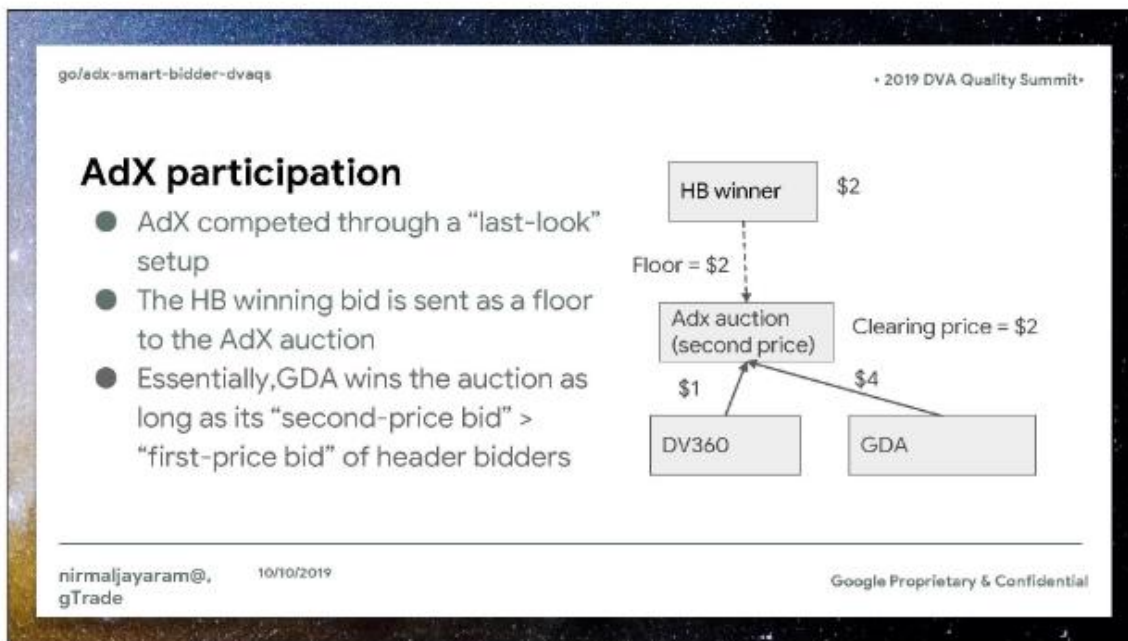 go/adx-smart-bidder-dvaqs
• 2019 DVA Quality Summit•
AdX participation
● AdX competed through a “last-look”
setup
● The HB winning bid is sent as a floor
to the AdX auction
● Essentially,GDA wins the auction as
long as its “second-price bid” >
“first-price bid” of header bidders
HB winner
$2
Floor = $2
Adx auction
(second price)
Clearing price = $2
$1
$4
DV360
GDA
nirmaljayaram@,
gTrade
10/10/2019
Google Proprietary & Confidential